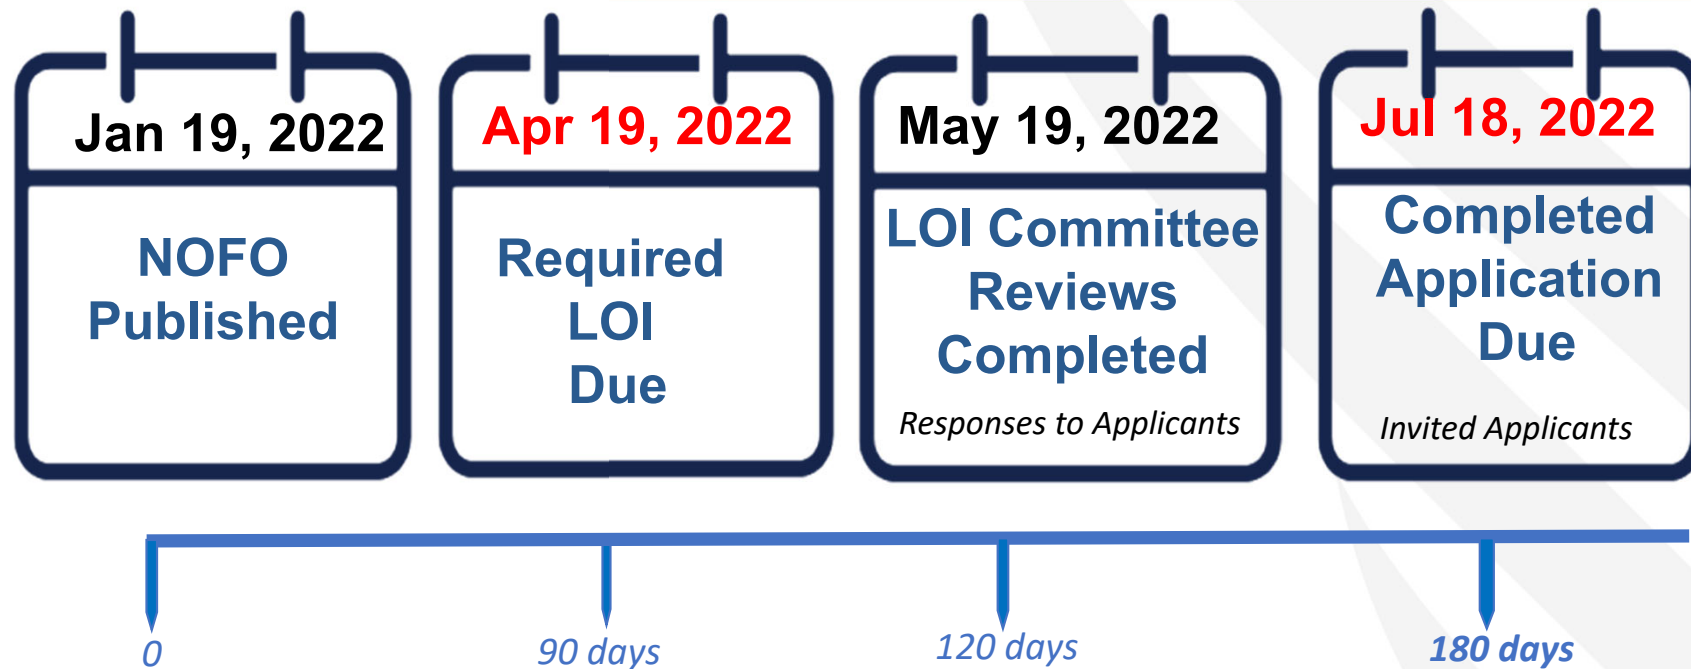 Jan 19, 2022
NOFO
Published
Apr 19, 2022
Required
LOI
Due
May 19, 2022
LOI Committee
Reviews
Completed
Responses to Applicants
Jul 18, 2022
Completed
Application
Due
Invited Applicants
0
90 days
120 days
180 days